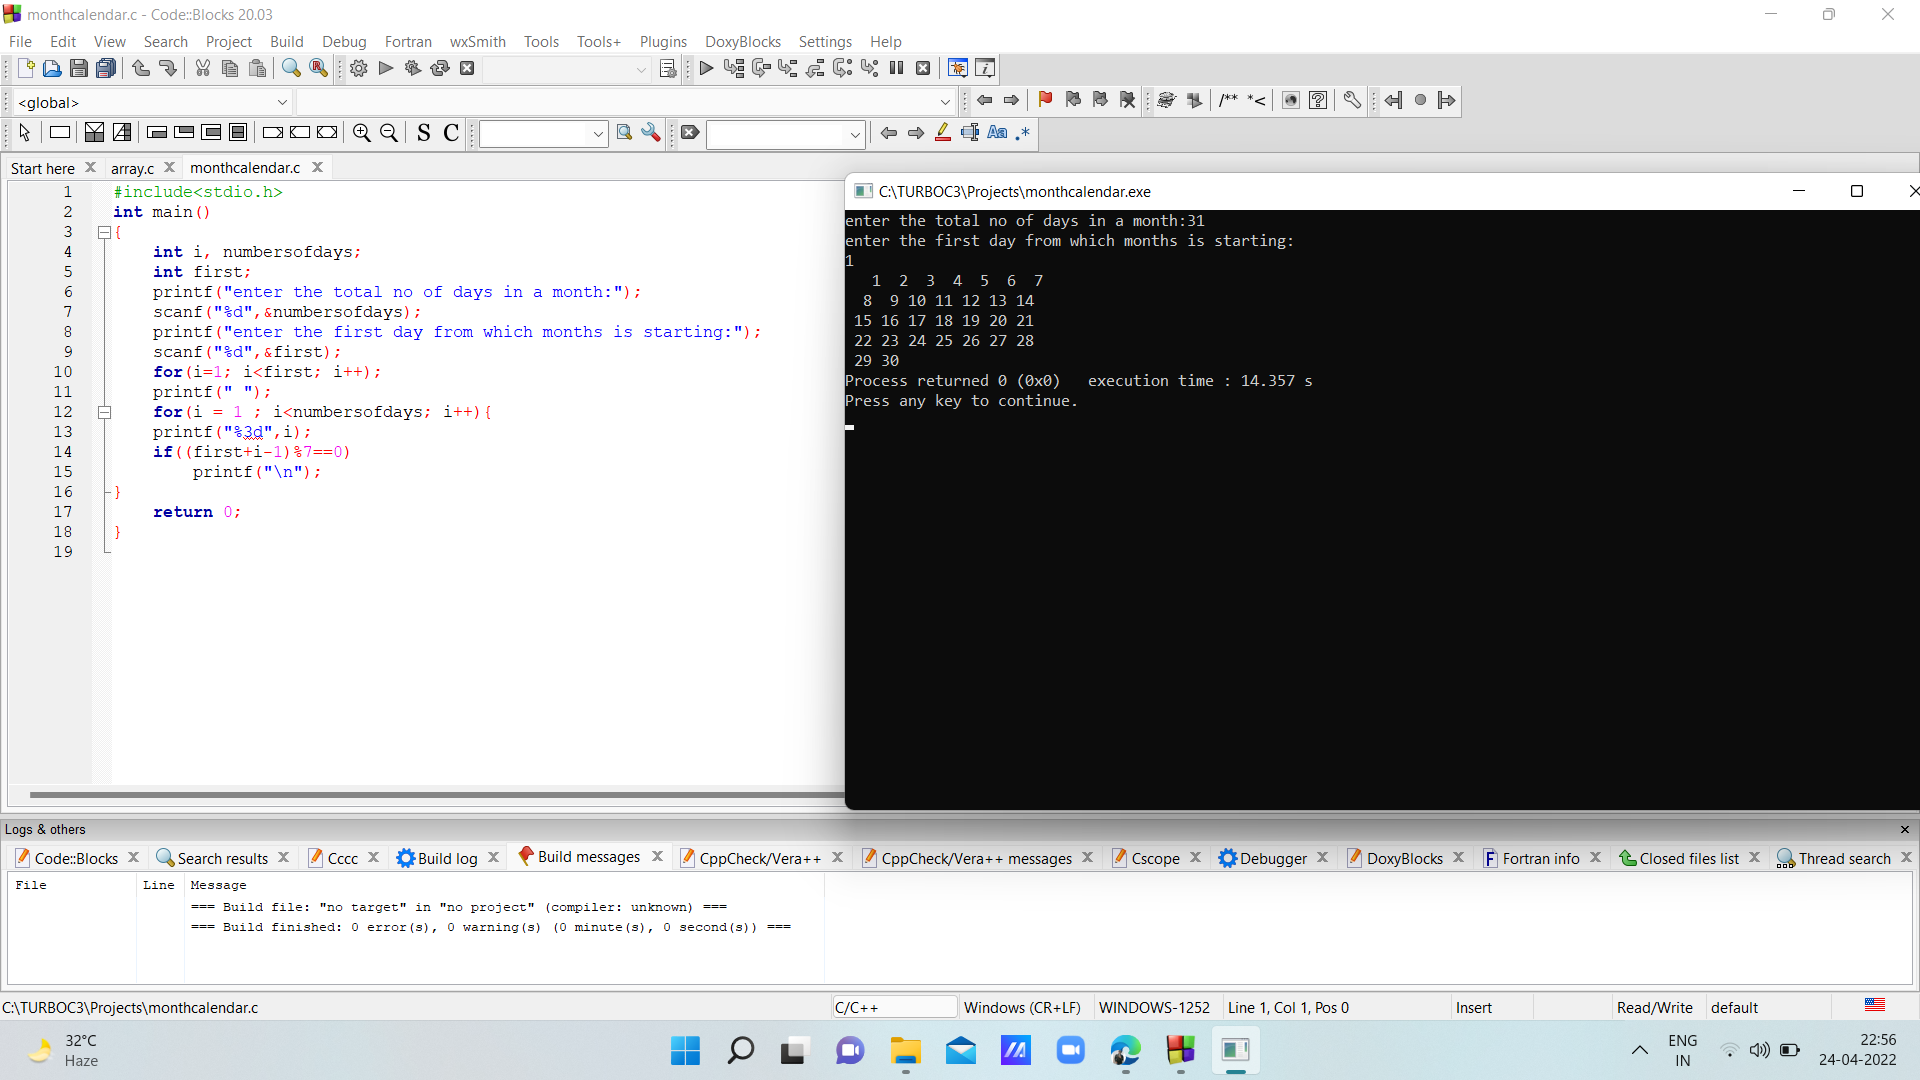 monthcalendar.c - Code::Blocks 20.03
File Edit View Search Project Build Debug Fortran wxSmith Tools Tools+ Plugins DoxyBlocks Settings Help
<global>
/** *<
S C
Aa .*
Start here array.c monthcalendar.c
1 #include<stdio.h>
2 int main()
3 {
4 int i, numbersofdays;
5 int first;
6 printf("enter the total no of days in a month:");
7 scanf("%d",&numbersofdays);
8 printf("enter the first day from which months is starting:");
9 scanf("%d",&first);
10 for(i=1; i<first; i++);
11 printf(" ");
12 for(i = 1 ; i<numbersofdays; i++){
13 printf("%3d",i);
14 if((first+i-1)%7==0)
15 printf("\n");
16 }
17 return 0;
18 }
19
C:\TURBOC3\Projects\monthcalendar.exe
enter the total no of days in a month:31
enter the first day from which months is starting:
1
1 2 3 4 5 6 7
8 9 10 11 12 13 14
15 16 17 18 19 20 21
22 23 24 25 26 27 28
29 30
Process returned 0 (0x0) execution time : 14.357 s
Press any key to continue.
Logs & others
Code::Blocks Search results Cccc Build log Build messages CppCheck/Vera++ CppCheck/Vera++ messages Cscope Debugger DoxyBlocks Fortran info Closed files list Thread search
File Line Message
=== Build file: "no target" in "no project" (compiler: unknown) ===
=== Build finished: 0 error(s), 0 warning(s) (0 minute(s), 0 second(s)) ===
C:\TURBOC3\Projects\monthcalendar.c C/C++ Windows (CR+LF) WINDOWS-1252 Line 1, Col 1, Pos 0 Insert Read/Write default
32°C
Haze
ENG
IN
22:56
24-04-2022